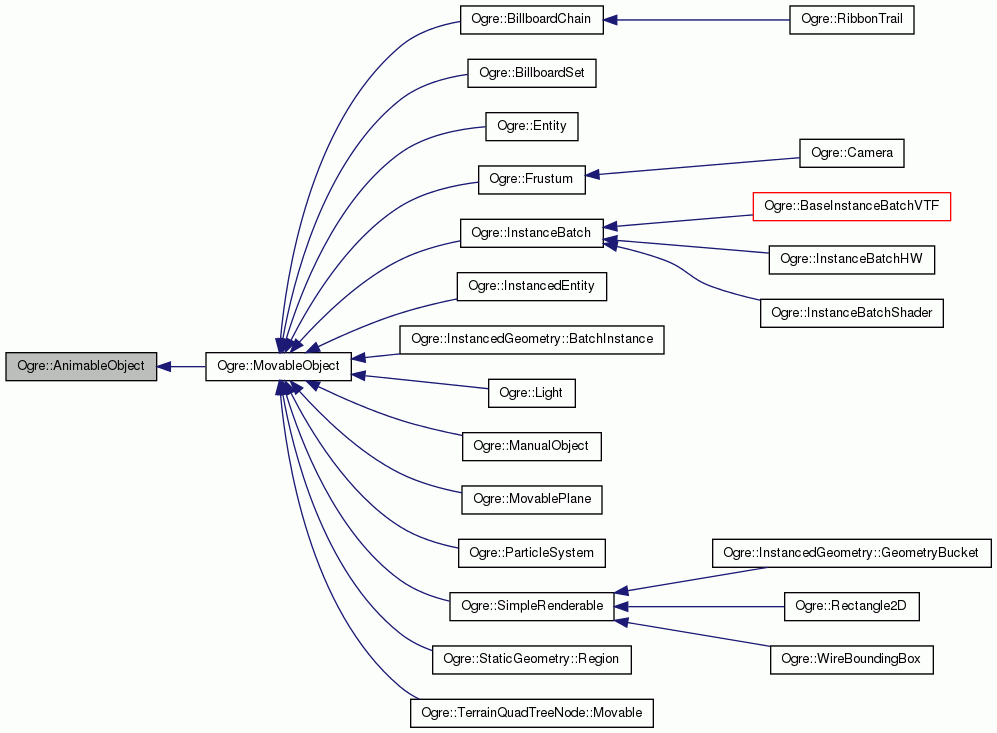 Ogre::BillboardChain
Ogre::RibbonTrail
Ogre::BillboardSet
Ogre::Entity
Ogre::Camera
Ogre::Frustum
Ogre::BaseInstanceBatchVTF
Ogre::InstanceBatch
Ogre::InstanceBatchHW
Ogre::InstancedEntity
Ogre::InstanceBatchShader
Ogre::InstancedGeometry::BatchInstance
Ogre::AnimableObject
Ogre::MovableObject
Ogre::Light
Ogre::ManualObject
Ogre::MovablePlane
Ogre::ParticleSystem
Ogre::InstancedGeometry::GeometryBucket
Ogre::SimpleRenderable
Ogre::Rectangle2D
Ogre::StaticGeometry::Region
Ogre::WireBoundingBox
Ogre::TerrainQuadTreeNode::Movable